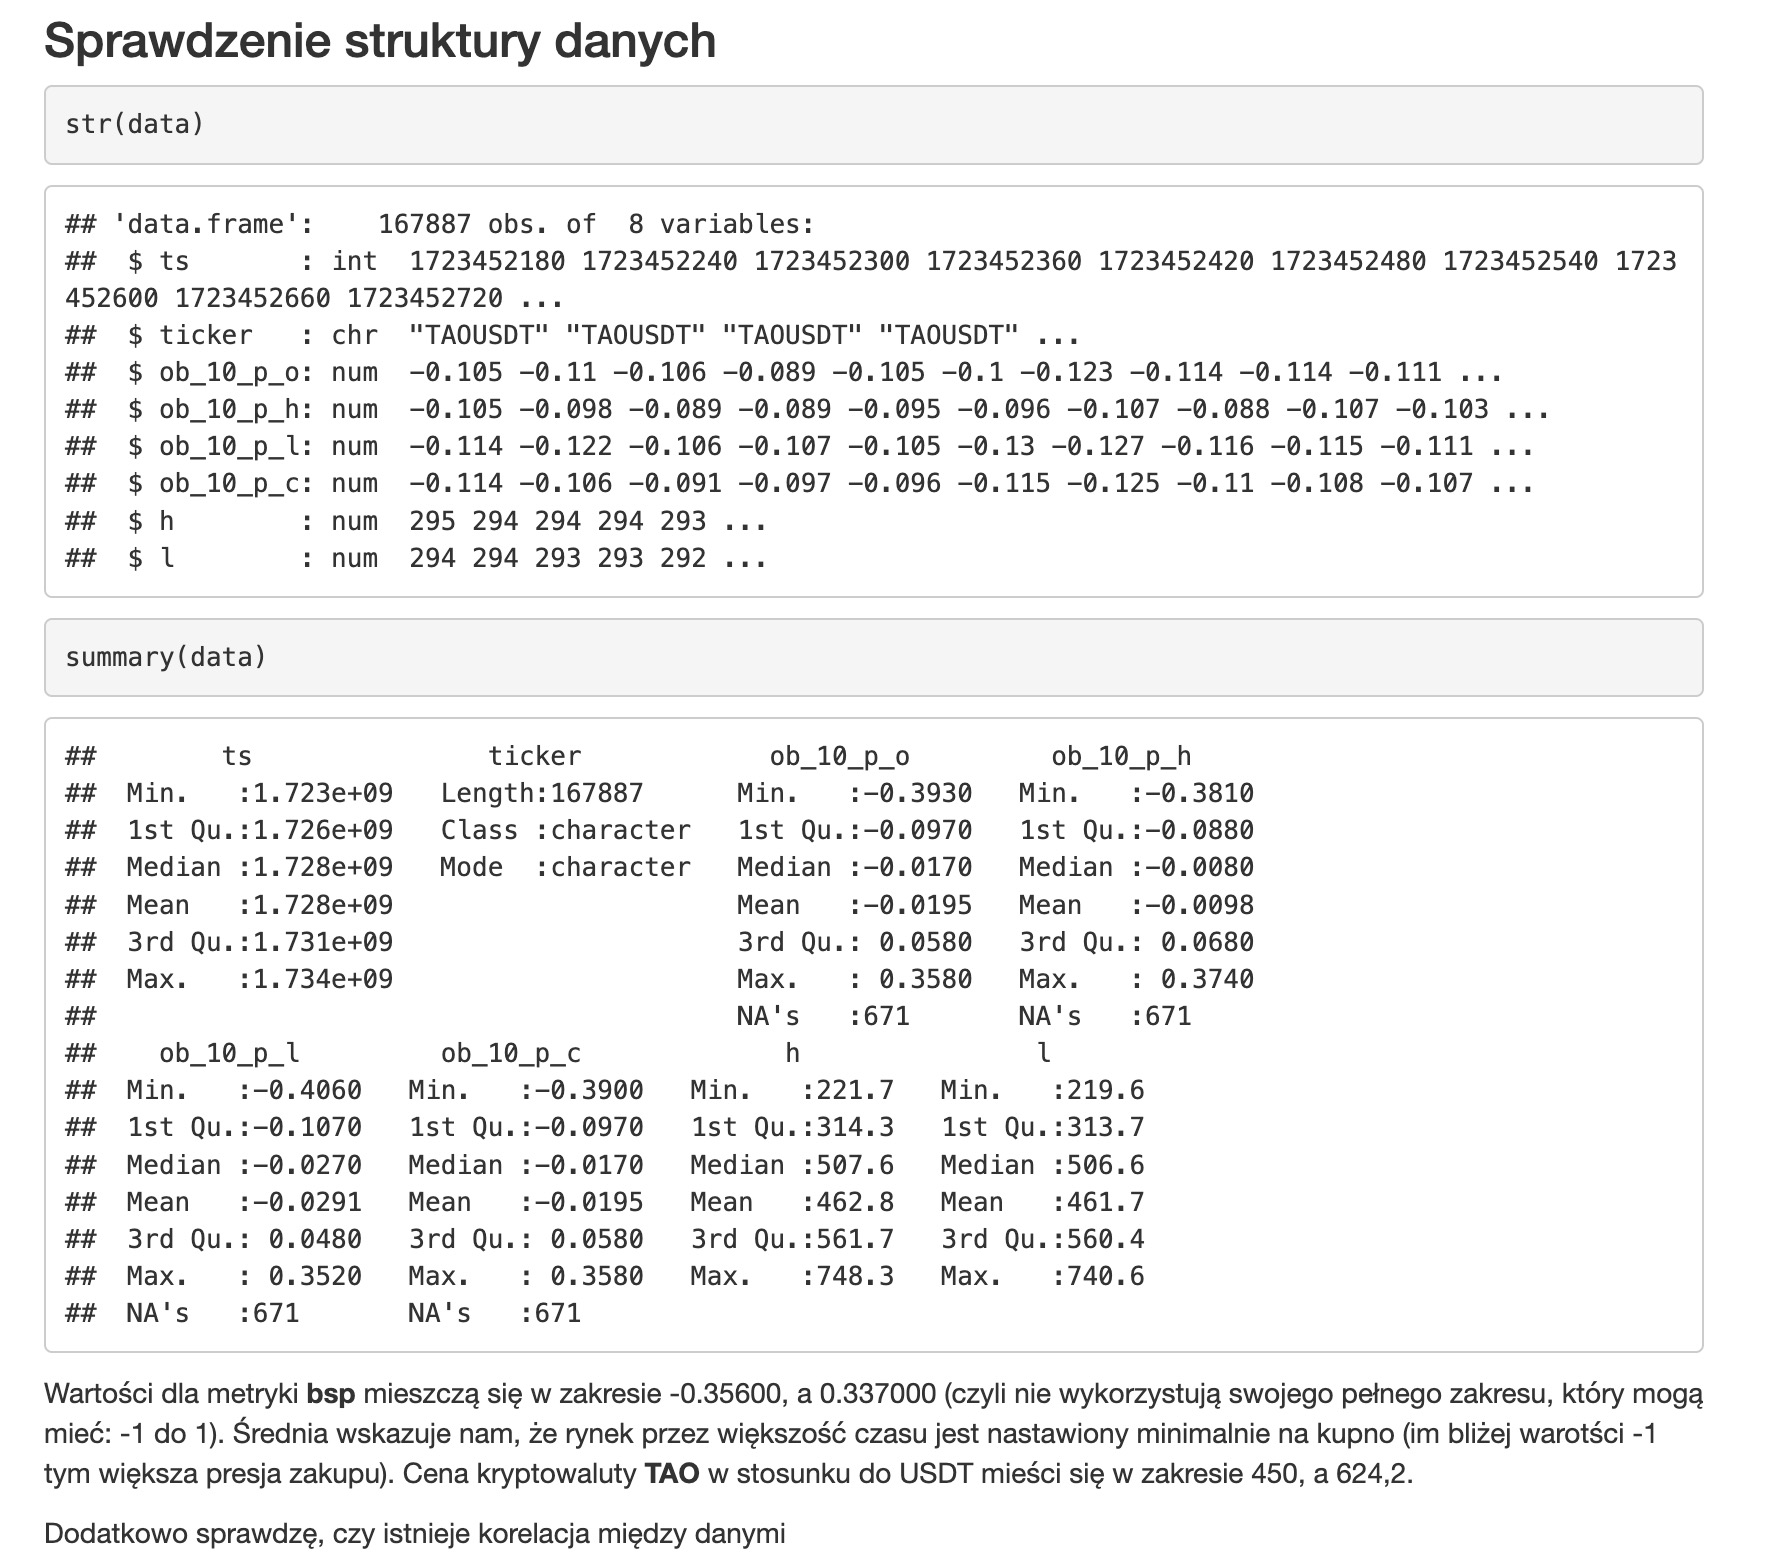 Sprawdzenie struktury danych
str(data)
## 'data.frame':    167887 obs. of  8 variables:
##  $ ts       : int  1723452180 1723452240 1723452300 1723452360 1723452420 1723452480 1723452540 1723
452600 1723452660 1723452720 ...
##  $ ticker   : chr  "TAOUSDT" "TAOUSDT" "TAOUSDT" "TAOUSDT" ...
##  $ ob_10_p_o: num  -0.105 -0.11 -0.106 -0.089 -0.105 -0.1 -0.123 -0.114 -0.114 -0.111 ...
##  $ ob_10_p_h: num  -0.105 -0.098 -0.089 -0.089 -0.095 -0.096 -0.107 -0.088 -0.107 -0.103 ...
##  $ ob_10_p_l: num  -0.114 -0.122 -0.106 -0.107 -0.105 -0.13 -0.127 -0.116 -0.115 -0.111 ...
##  $ ob_10_p_c: num  -0.114 -0.106 -0.091 -0.097 -0.096 -0.115 -0.125 -0.11 -0.108 -0.107 ...
##  $ h        : num  295 294 294 294 293 ...
##  $ l        : num  294 294 293 293 292 ...
summary(data)
##        ts               ticker            ob_10_p_o         ob_10_p_h
##  Min.   :1.723e+09   Length:167887      Min.   :-0.3930   Min.   :-0.3810
##  1st Qu.:1.726e+09   Class :character   1st Qu.:-0.0970   1st Qu.:-0.0880
##  Median :1.728e+09   Mode  :character   Median :-0.0170   Median :-0.0080
##  Mean   :1.728e+09                      Mean   :-0.0195   Mean   :-0.0098
##  3rd Qu.:1.731e+09                      3rd Qu.: 0.0580   3rd Qu.: 0.0680
##  Max.   :1.734e+09                      Max.   : 0.3580   Max.   : 0.3740
##                                         NA's   :671       NA's   :671
##    ob_10_p_l         ob_10_p_c            h               l
##  Min.   :-0.4060   Min.   :-0.3900   Min.   :221.7   Min.   :219.6
##  1st Qu.:-0.1070   1st Qu.:-0.0970   1st Qu.:314.3   1st Qu.:313.7
##  Median :-0.0270   Median :-0.0170   Median :507.6   Median :506.6
##  Mean   :-0.0291   Mean   :-0.0195   Mean   :462.8   Mean   :461.7
##  3rd Qu.: 0.0480   3rd Qu.: 0.0580   3rd Qu.:561.7   3rd Qu.:560.4
##  Max.   : 0.3520   Max.   : 0.3580   Max.   :748.3   Max.   :740.6
##  NA's   :671       NA's   :671
Wartości dla metryki bsp mieszczą się w zakresie -0.35600, a 0.337000 (czyli nie wykorzystują swojego pełnego zakresu, który mogą
mieć: -1 do 1). Średnia wskazuje nam, że rynek przez większość czasu jest nastawiony minimalnie na kupno (im bliżej warotści -1
tym większa presja zakupu). Cena kryptowaluty TAO w stosunku do USDT mieści się w zakresie 450, a 624,2.
Dodatkowo sprawdzę, czy istnieje korelacja między danymi